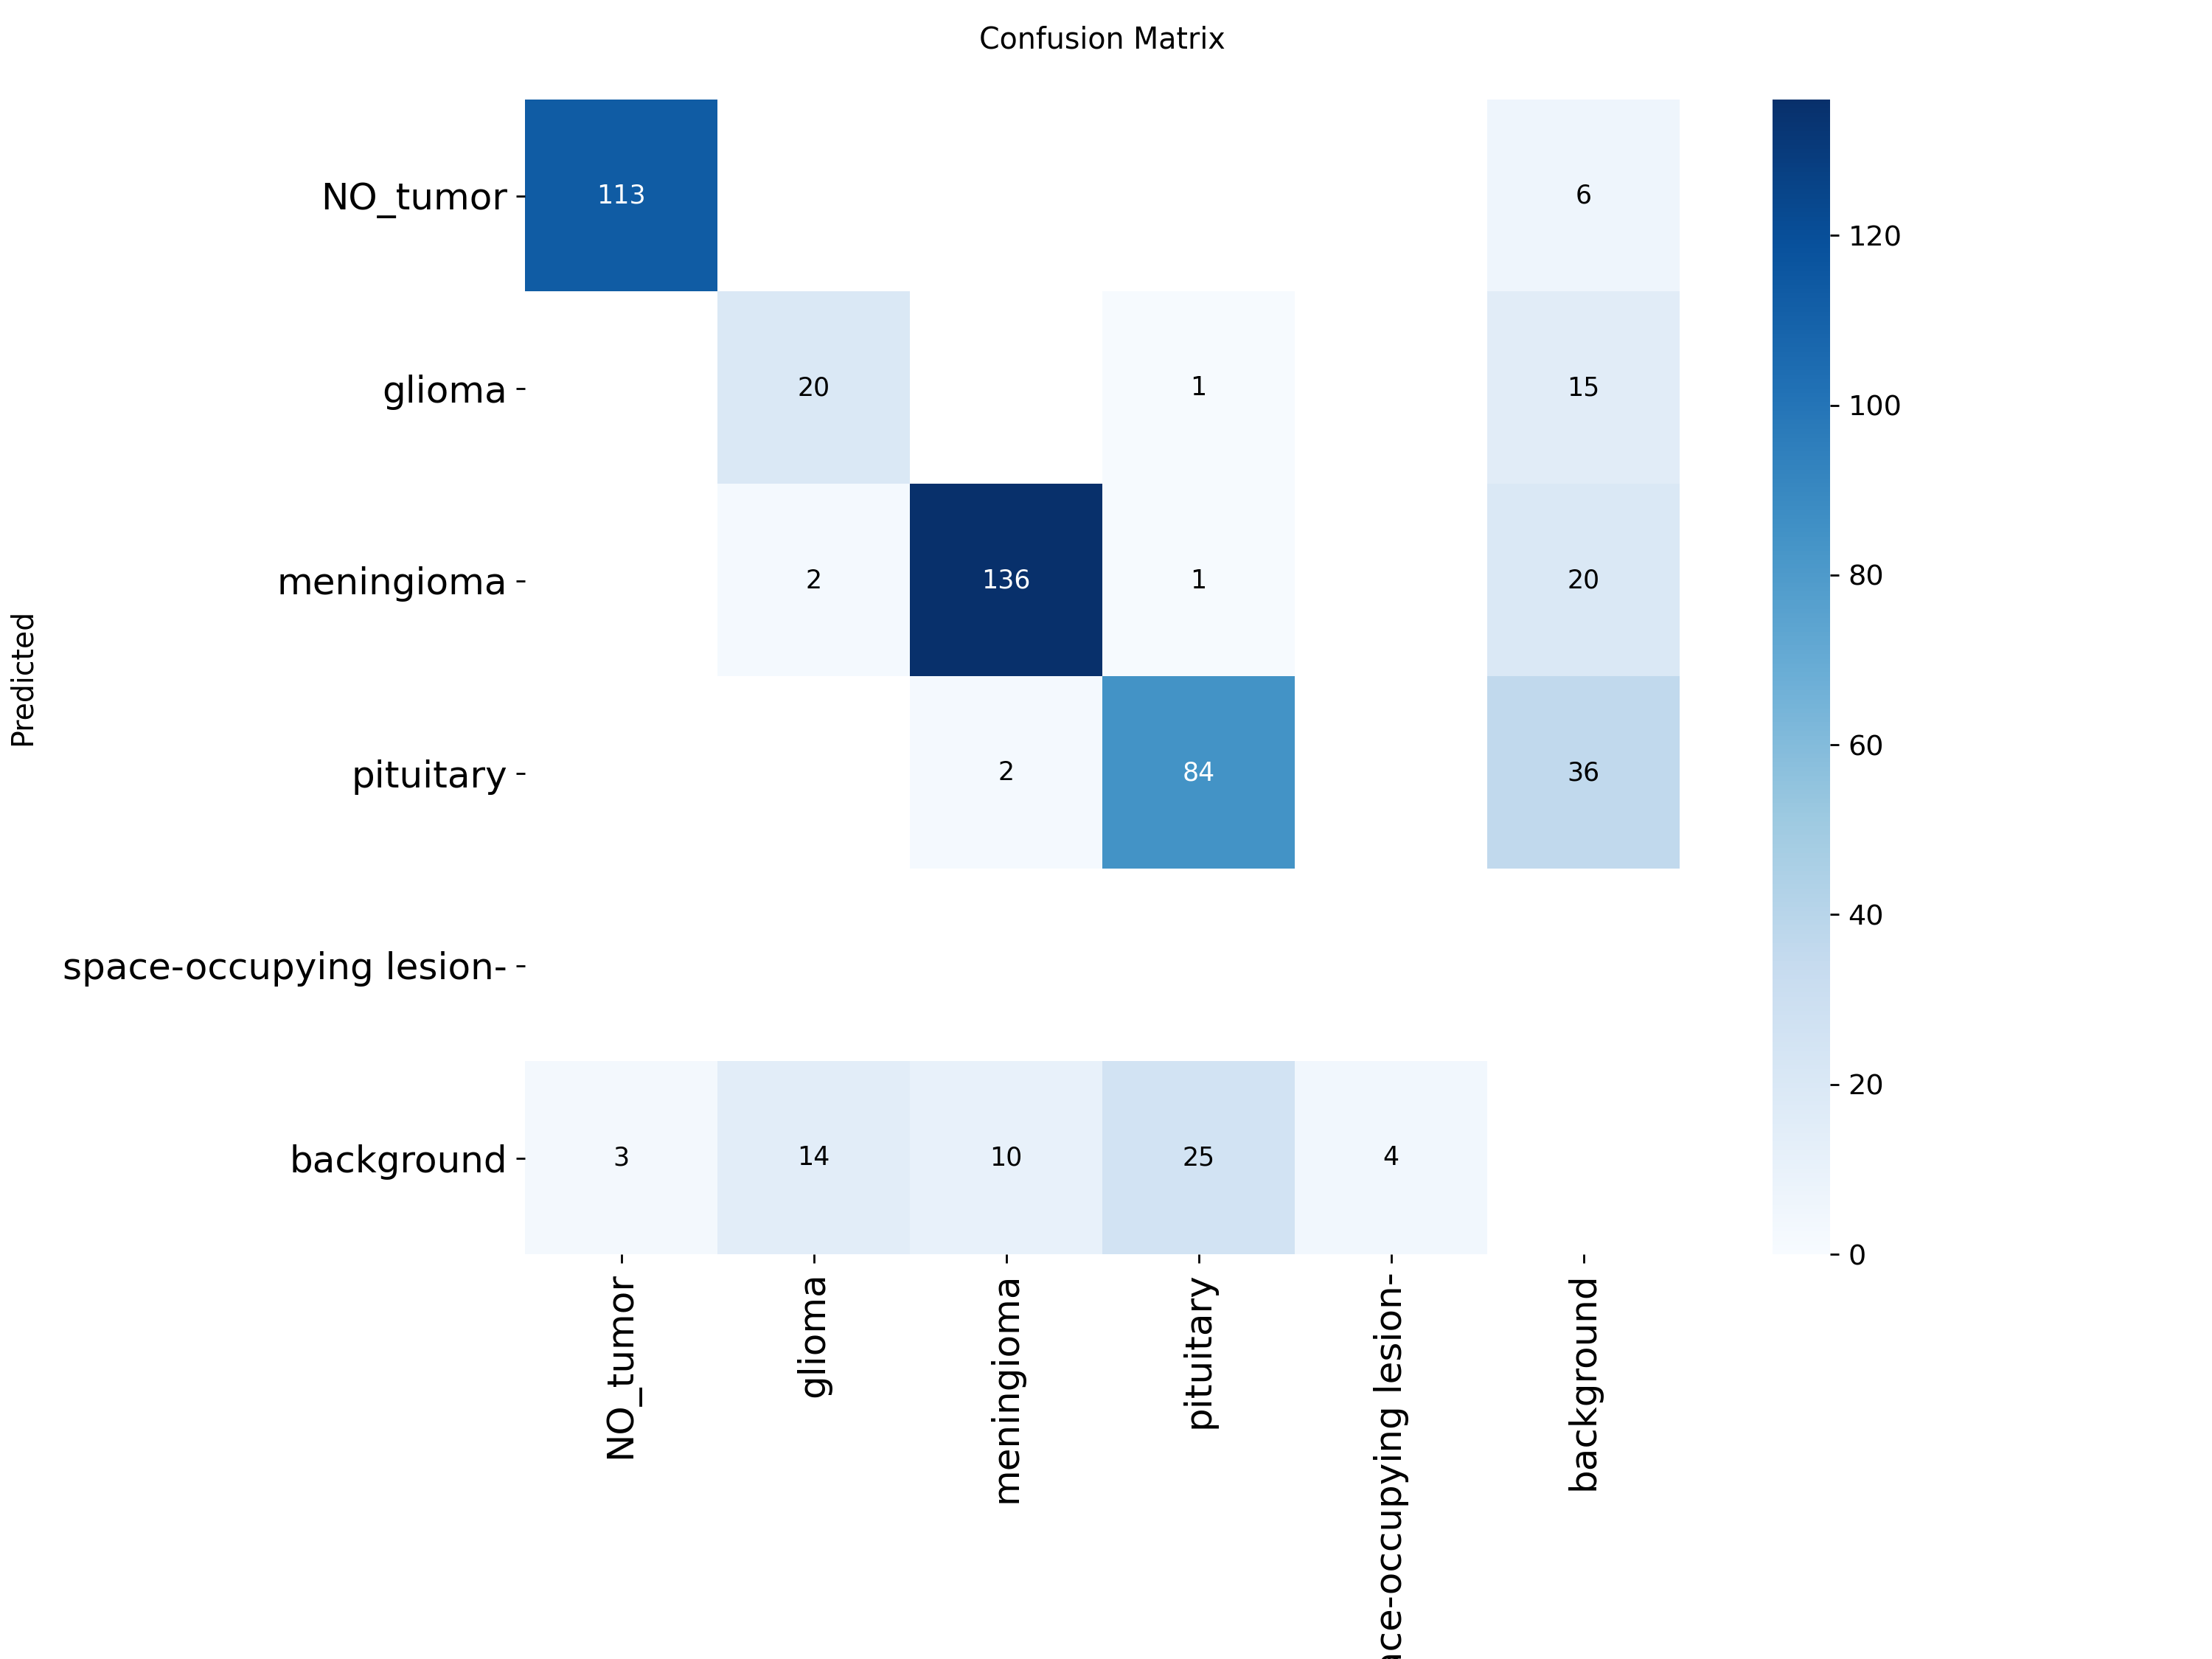 Confusion Matrix
NO_tumor
113
6
120
glioma
20
1
15
100
meningioma
2
136
1
20
80
Predicted
pituitary
2
84
36
60
space-occupying lesion-
40
background
3
14
10
25
4
20
0
NO_tumor
glioma
meningioma
pituitary
ace-occupying lesion-
background